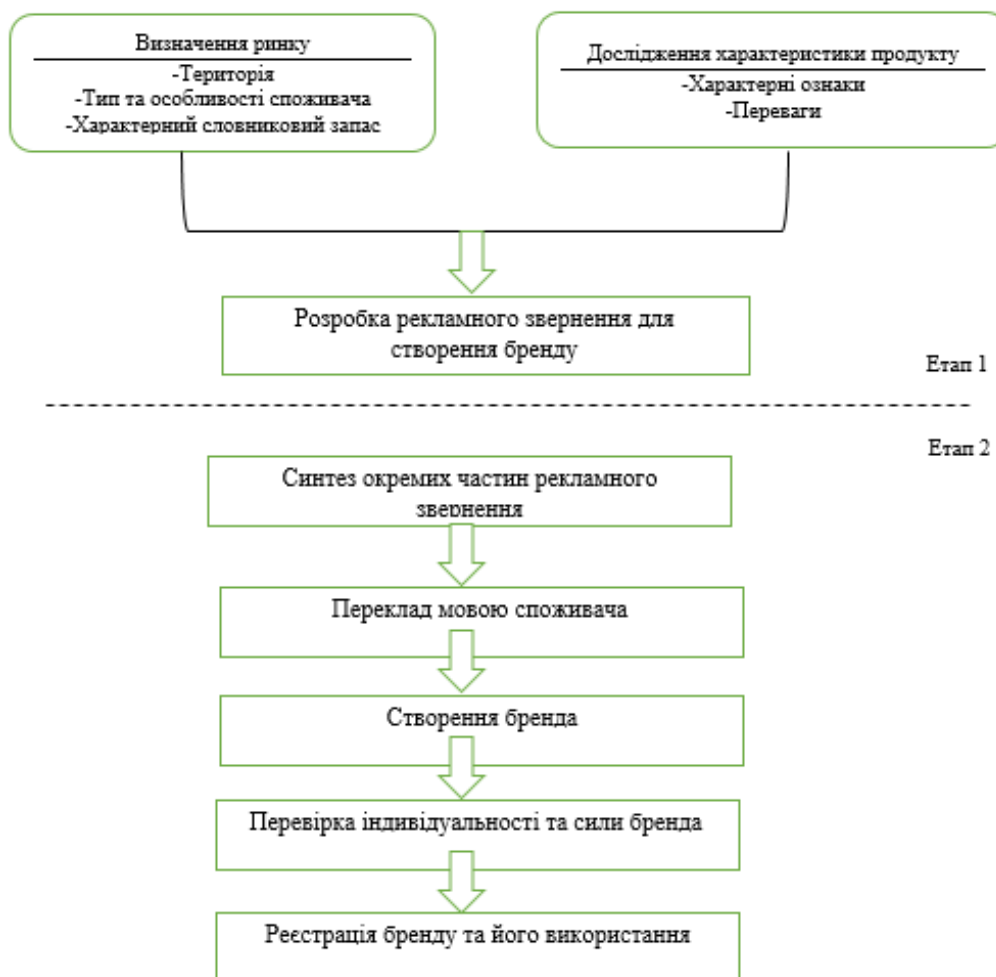 Визначення ринку
-Територія
-Тип та особливості споживача
-Характерний словниковий запас
Дослідження характеристики продукту
-Характерні ознаки
-Переваги
Розробка рекламного звернення для
створення бренду
Етап 1
Етап 2
Синтез окремих частин рекламного
звернення
Переклад мовою споживача
Створення бренда
Перевірка індивідуальності та сили бренда
Реєстрація бренду та його використання